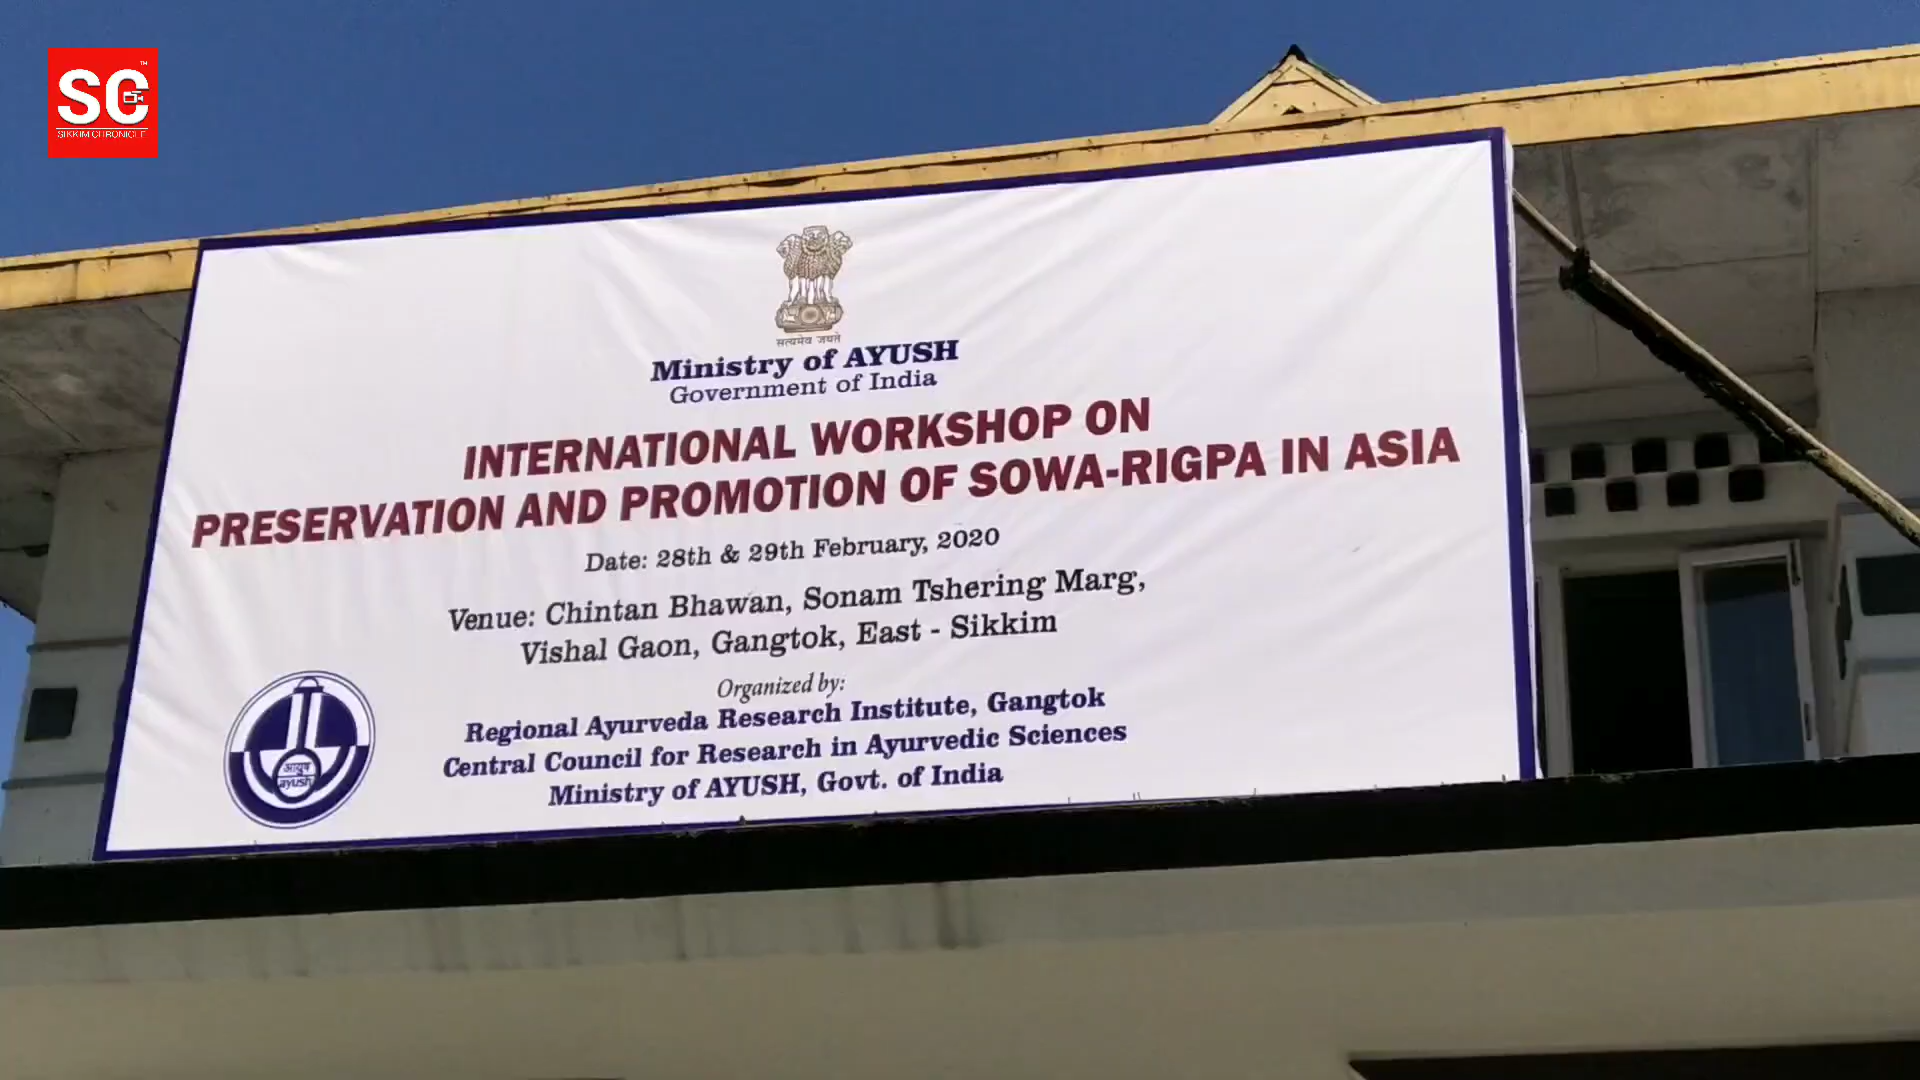 SC
TM
SIKKIM CHRONICLE
सत्यमेव जयते
Ministry of AYUSH
Government of India
INTERNATIONAL WORKSHOP ON
PRESERVATION AND PROMOTION OF SOWA-RIGPA IN ASIA
Date: 28th & 29th February, 2020
Venue: Chintan Bhawan, Sonam Tshering Marg,
Vishal Gaon, Gangtok, East - Sikkim
Organized by:
Regional Ayurveda Research Institute, Gangtok
Central Council for Research in Ayurvedic Sciences
Ministry of AYUSH, Govt. of India
आयुष
ayush